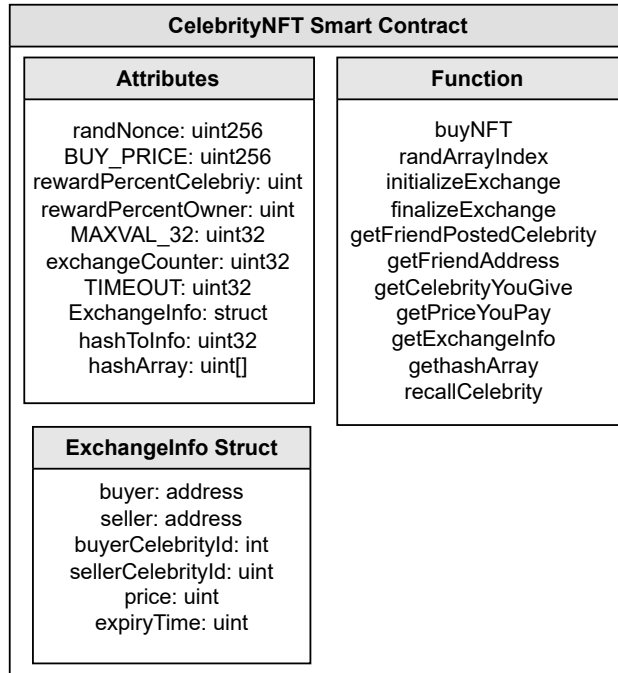 CelebrityNFT Smart Contract
Attributes
randNonce: uint256
BUY_PRICE: uint256
rewardPercentCelebriy: uint
rewardPercentOwner: uint
MAXVAL_32: uint32
exchangeCounter: uint32
TIMEOUT: uint32
ExchangeInfo: struct
hashToInfo: uint32
hashArray: uint[]
Function
buyNFT
randArrayIndex
initializeExchange
finalizeExchange
getFriendPostedCelebrity
getFriendAddress
getCelebrityYouGive
getPriceYouPay
getExchangeInfo
gethashArray
recallCelebrity
ExchangeInfo Struct
buyer: address
seller: address
buyerCelebrityId: int
sellerCelebrityId: uint
price: uint
expiryTime: uint